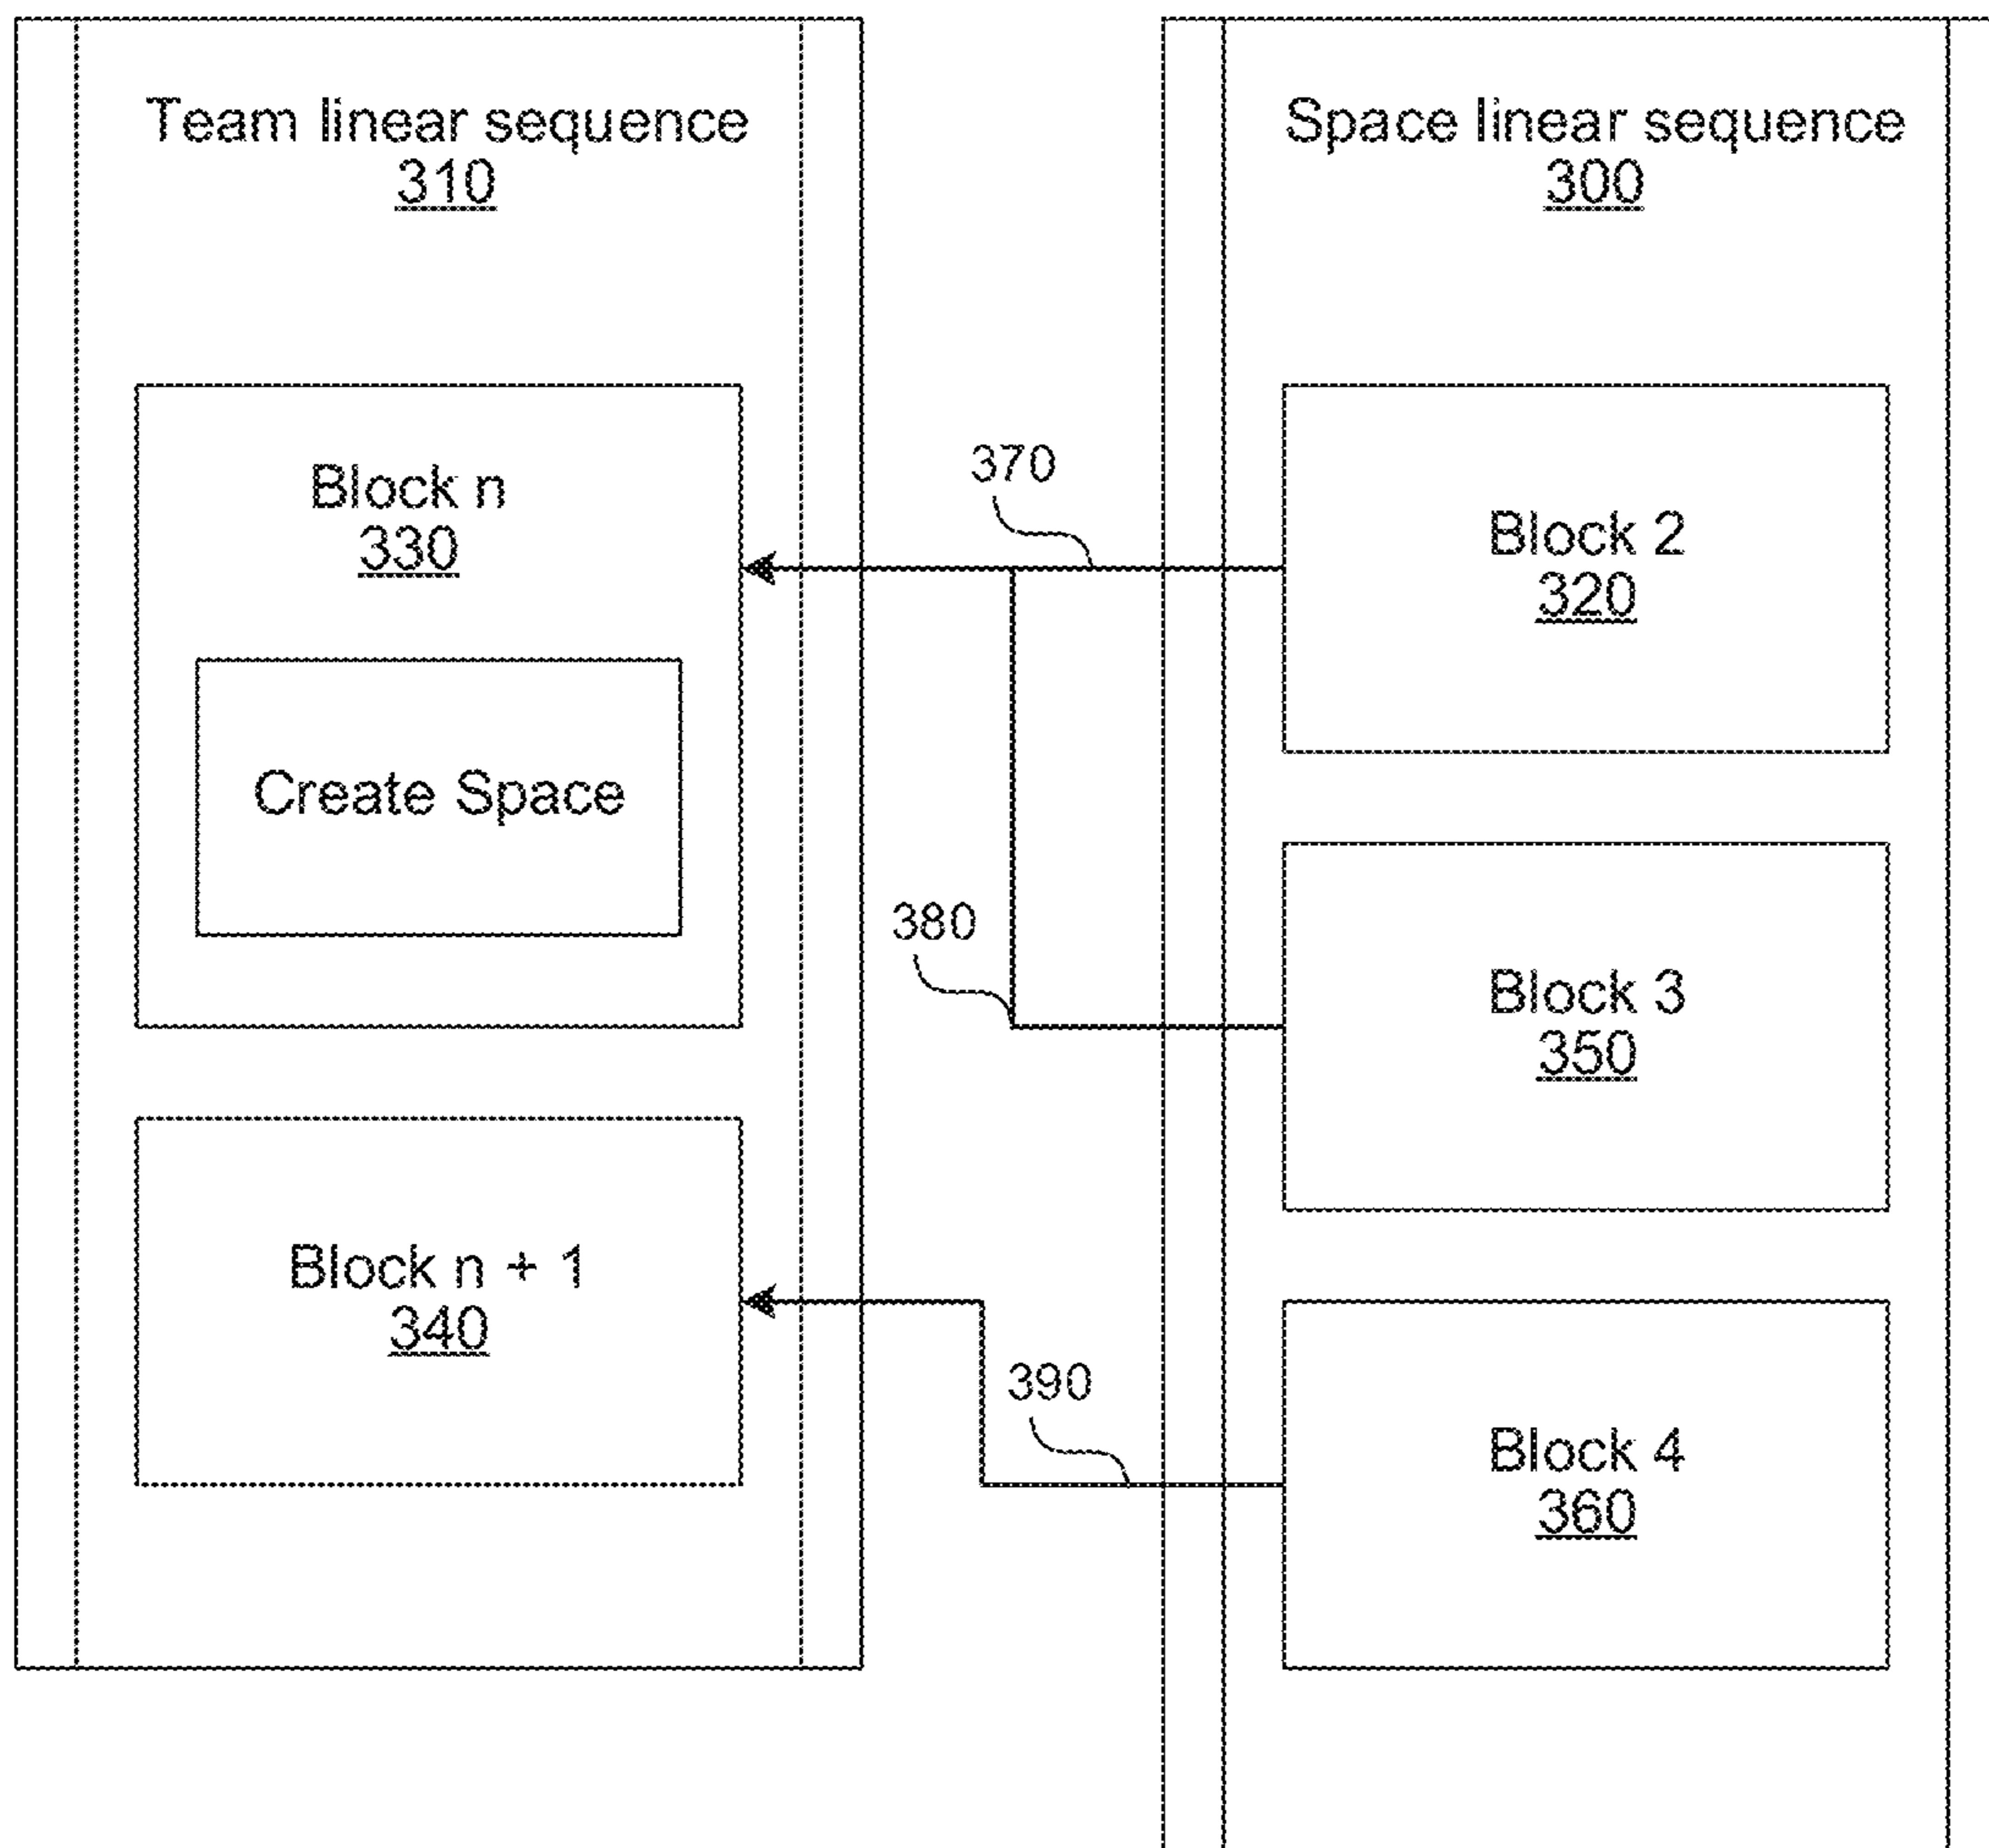 Team linear sequence
310
Block n
330
Create Space
Block n + 1
340
370
380
390
Space linear sequence
300
Block 2
320
Block 3
350
Block 4
360